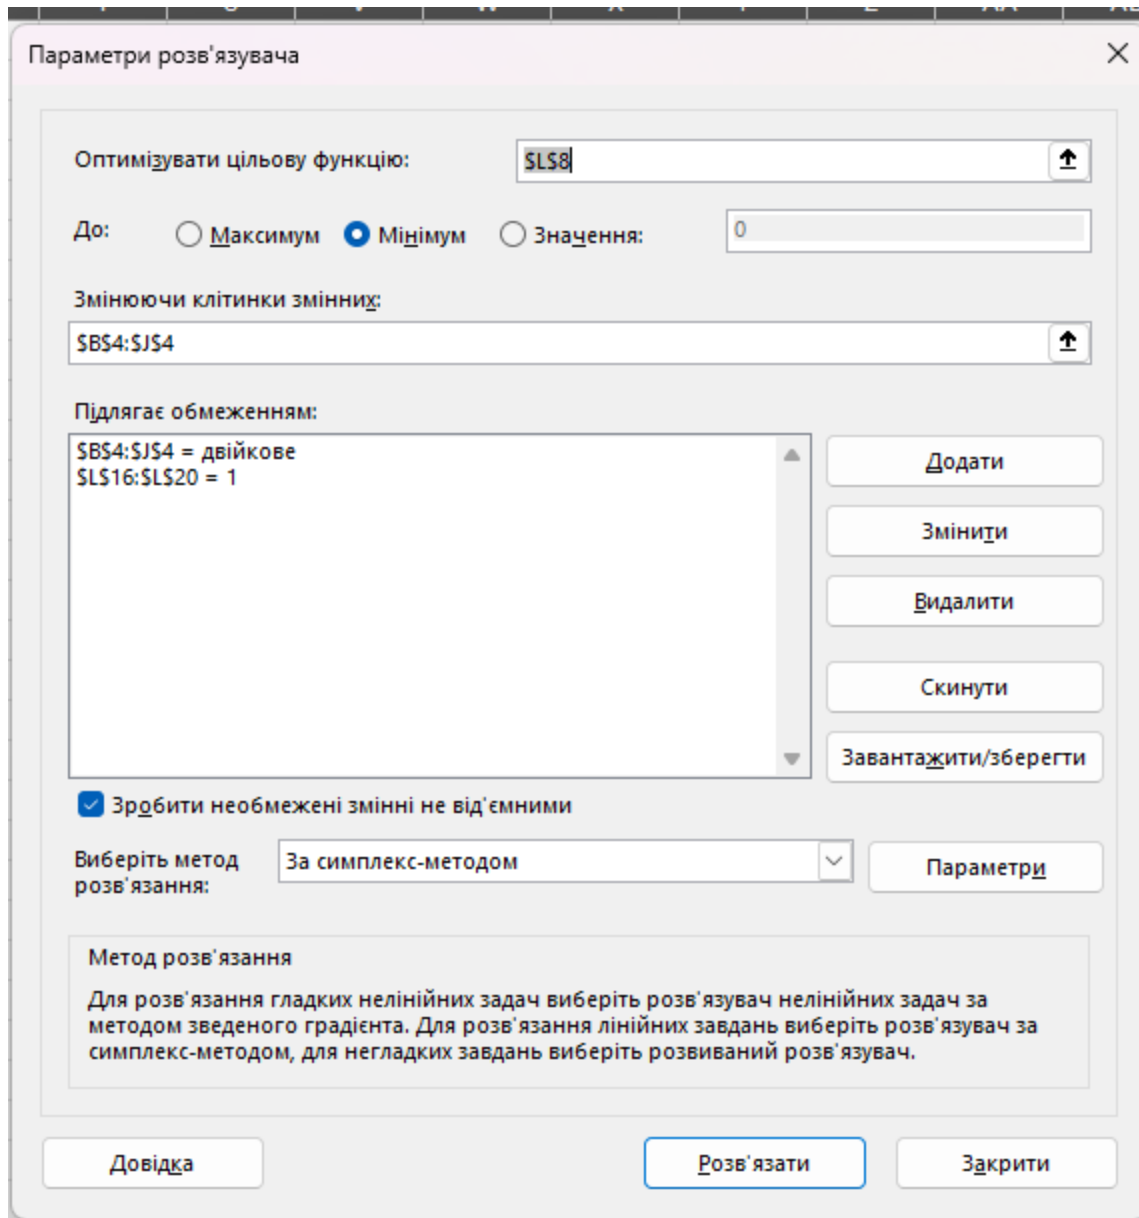 Параметри розв'язувача
Оптимізувати цільову функцію:
$L$8
До:
Максимум
Мінімум
Значення:
0
Змінюючи клітинки змінних:
$B$4:$J$4
Підлягає обмеженням:
$B$4:$J$4 = двійкове
$L$16:$L$20 = 1
Додати
Змінити
Видалити
Скинути
Завантажити/зберегти
Зробити необмежені змінні не від'ємними
Виберіть метод
розв'язання:
За симплекс-методом
Параметри
Метод розв'язання
Для розв'язання гладких нелінійних задач виберіть розв'язувач нелінійних задач за
методом зведеного градієнта. Для розв'язання лінійних завдань виберіть розв'язувач за
симплекс-методом, для негладких завдань виберіть розвиваний розв'язувач.
Довідка
Розв'язати
Закрити